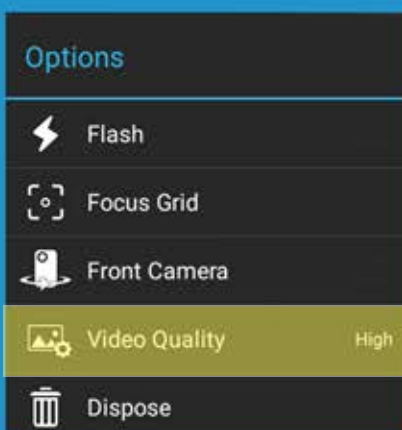 Options
Flash
Focus Grid
Front Camera
Video Quality High
Dispose